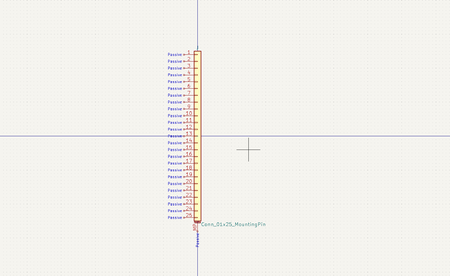 Passive 1
Passive 2
Passive 3
Passive 4
Passive 5
Passive 6
Passive 7
Passive 8
Passive 9
Passive 10
Passive 11
Passive 12
Passive 13
Passive 14
Passive 15
Passive 16
Passive 17
Passive 18
Passive 19
Passive 20
Passive 21
Passive 22
Passive 23
Passive 24
Passive 25
Conn_01x25_MountingPin
Passive